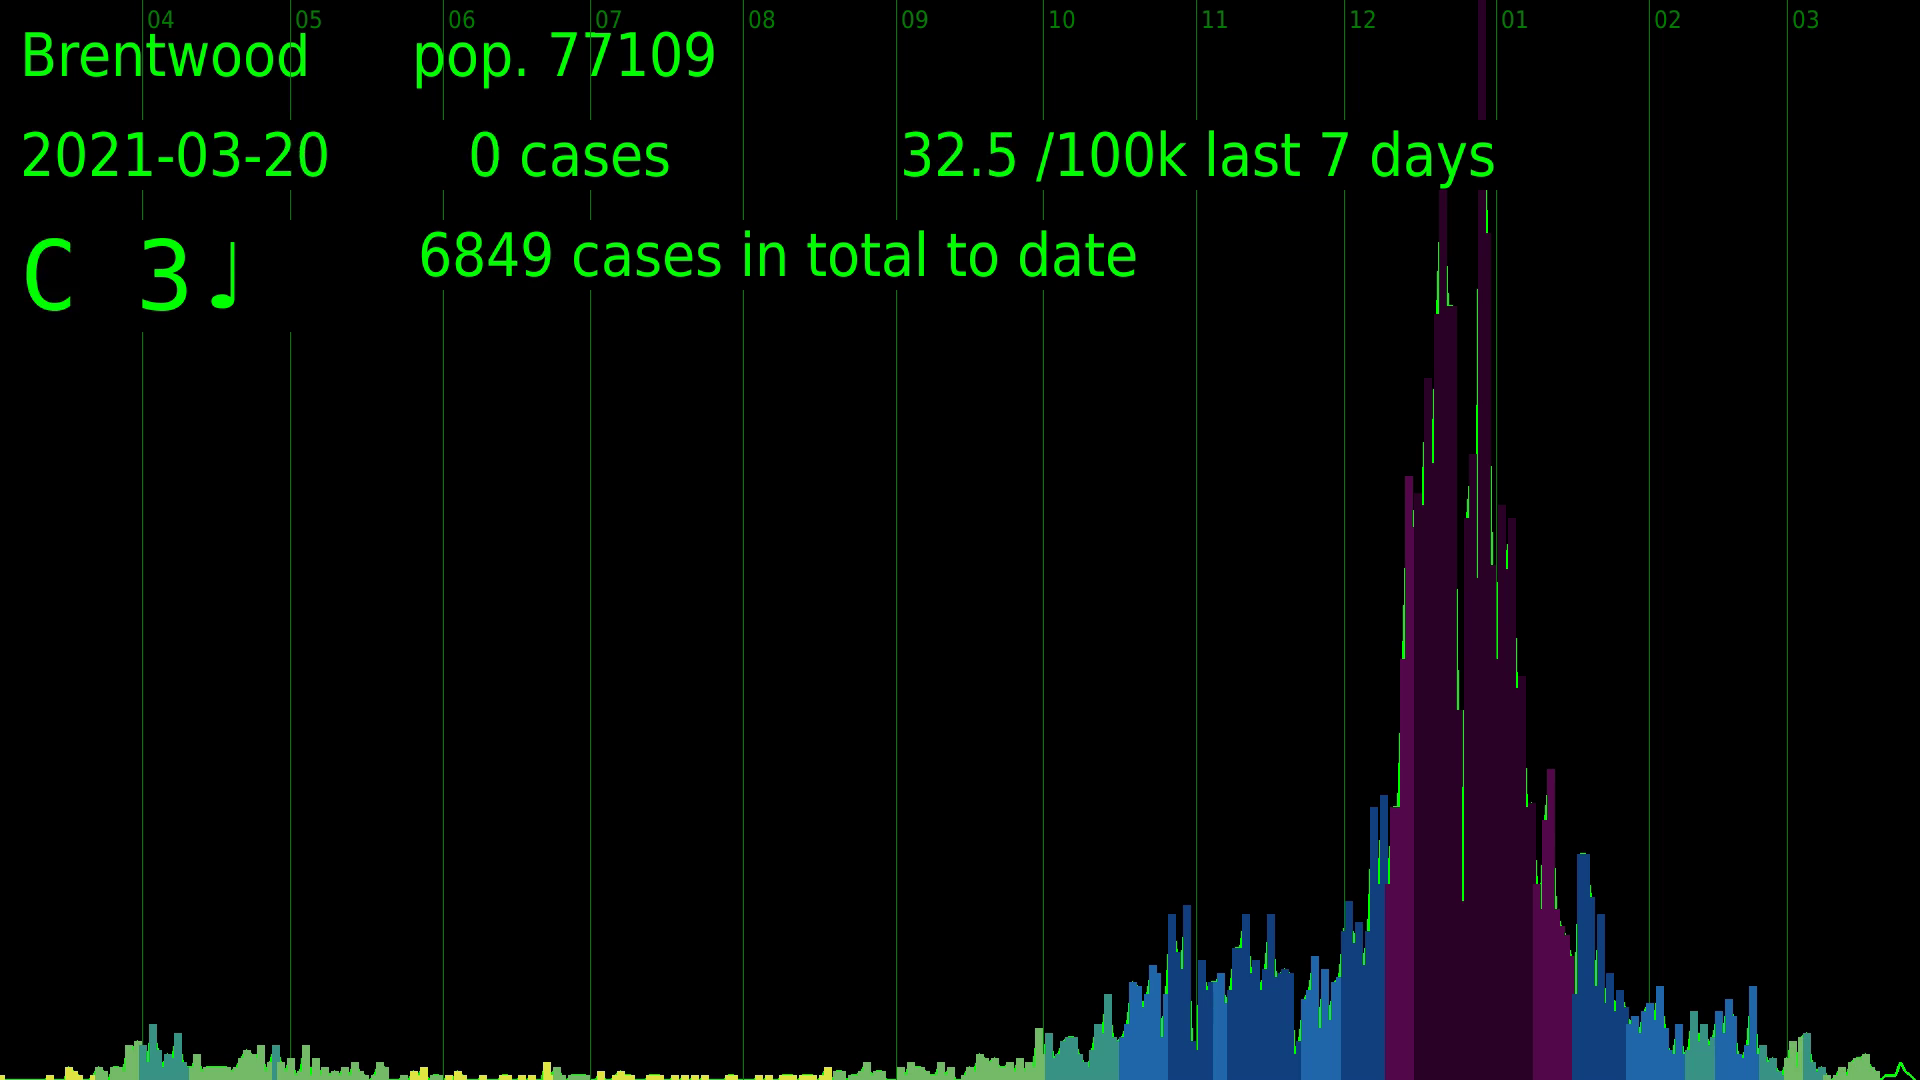 04 05 06 07 08 09 10 11 12 01 02 03
Brentwood pop. 77109
2021-03-20 0 cases 32.5 /100k last 7 days
C 3♩ 6849 cases in total to date